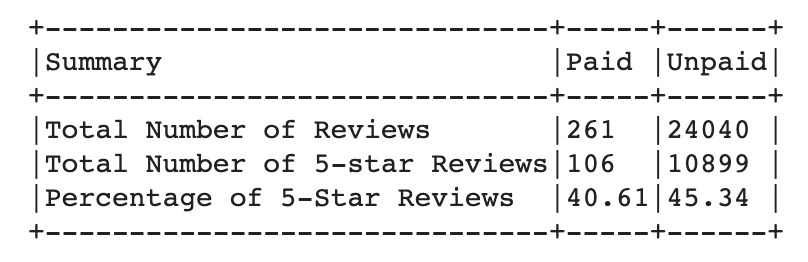 +------------------------------+-----+------+
|Summary                       |Paid |Unpaid|
+------------------------------+-----+------+
|Total Number of Reviews       |261  |24040 |
|Total Number of 5-star Reviews|106  |10899 |
|Percentage of 5-Star Reviews  |40.61|45.34 |
+------------------------------+-----+------+